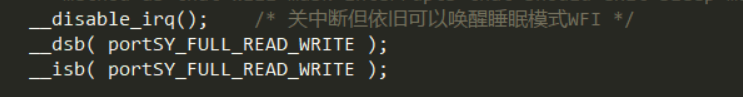 __disable_irq();    /* 关中断但依旧可以唤醒睡眠模式WFI */
__dsb( portSY_FULL_READ_WRITE );
__isb( portSY_FULL_READ_WRITE );